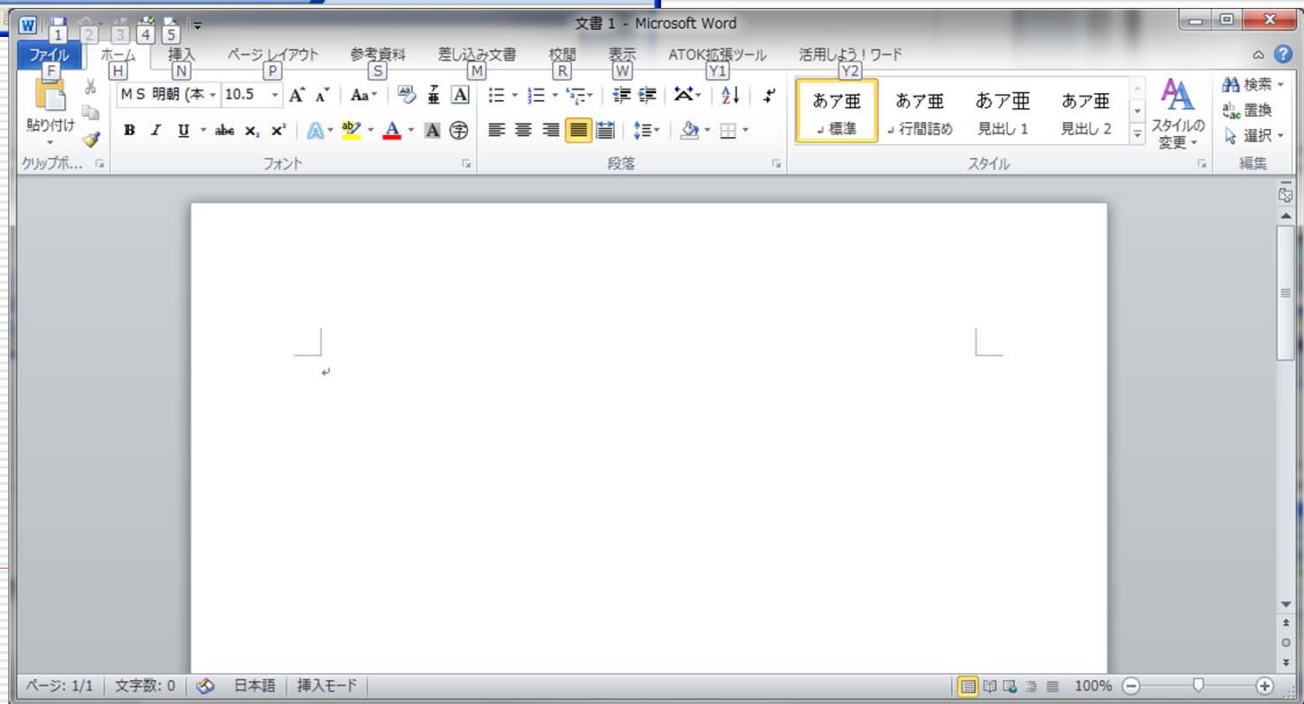 文書 1 - Microsoft Word
1 2 3 4 5
ファイル ホーム 挿入 ページ レイアウト 参考資料 差し込み文書 校閲 表示 ATOK拡張ツール 活用しよう！ワード
F H N P S M R W Y1 Y2
貼り付け
クリップボ...
MS 明朝 (本 10.5
フォント
段落
あア亜 あア亜 あア亜 あア亜
標準 行間詰め 見出し 1 見出し 2
スタイルの
変更
スタイル
検索
置換
選択
編集
ページ: 1/1 文字数: 0 日本語 挿入モード 100%